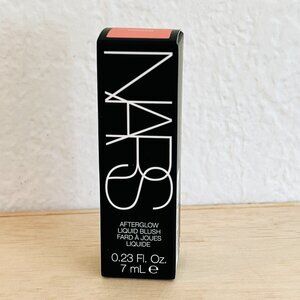 NARS
AFTERGLOW
LIQUID BLUSH
FARD À JOUES
LIQUIDE
0.23 Fl. Oz.
7 mL ℮